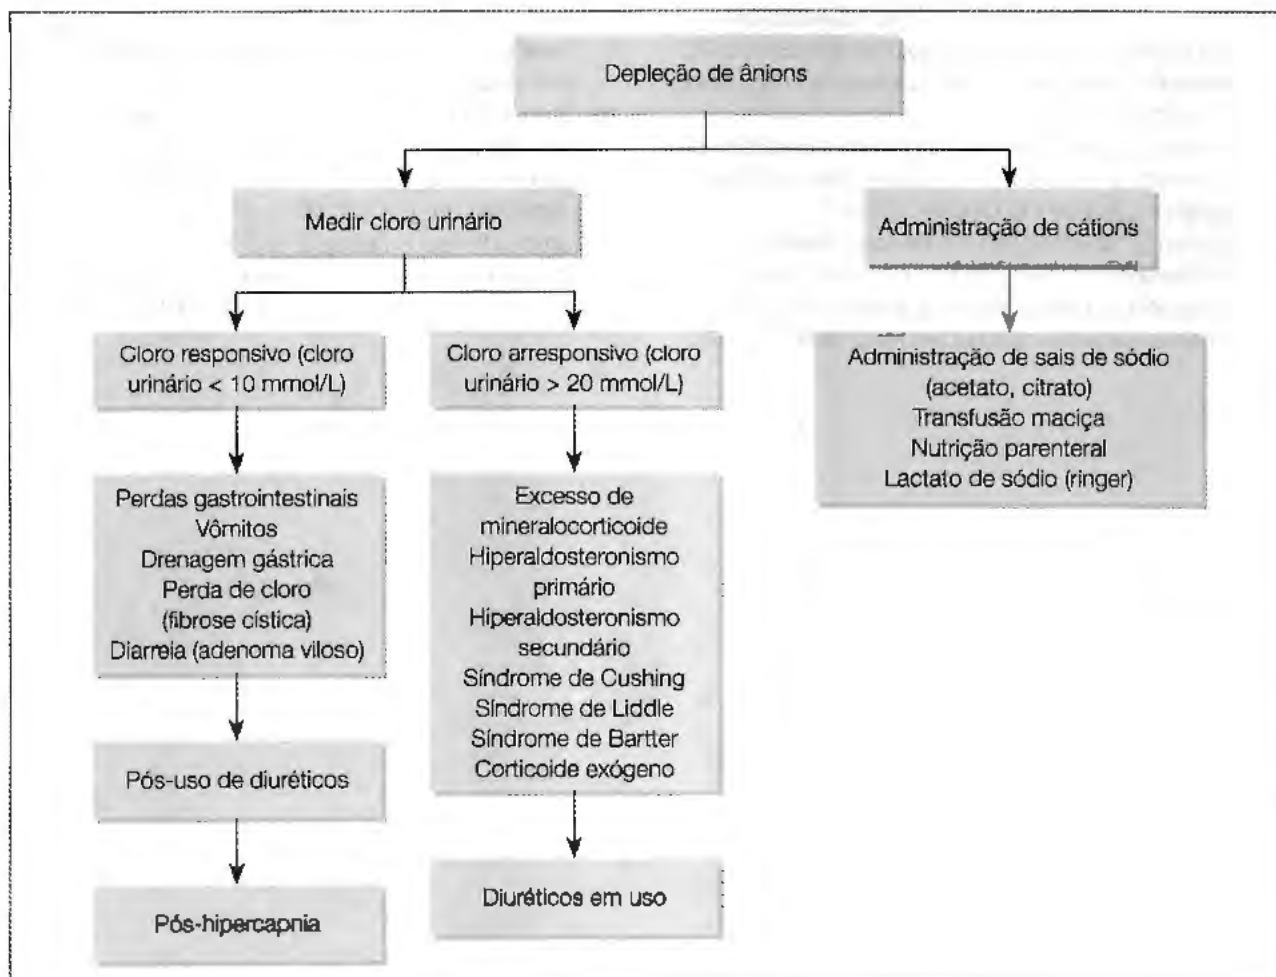 Depleção de ânions
Medir cloro urinário
Administração de cátions
Cloro responsivo (cloro
urinário < 10 mmol/L)
Cloro arresponsivo (cloro
urinário > 20 mmol/L)
Administração de sais de sódio
(acetato, citrato)
Transfusão maciça
Nutrição parenteral
Lactato de sódio (ringer)
Perdas gastrointestinais
Vômitos
Drenagem gástrica
Perda de cloro
(fibrose cística)
Diarreia (adenoma viloso)
Excesso de
mineralocorticoide
Hiperaldosteronismo
primário
Hiperaldosteronismo
secundário
Síndrome de Cushing
Síndrome de Liddle
Síndrome de Bartter
Corticoide exógeno
Pós-uso de diuréticos
Diuréticos em uso
Pós-hipercapnia